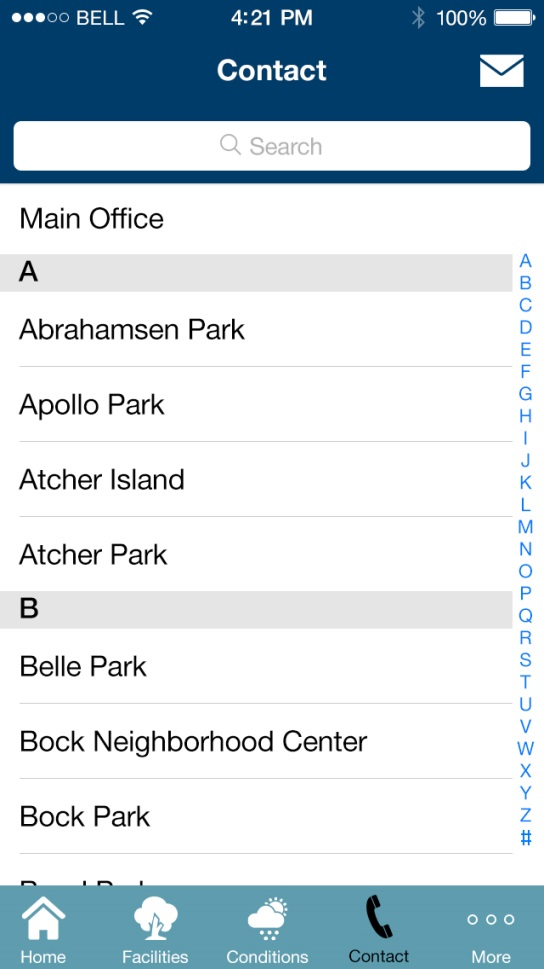 BELL 4:21 PM 100%
Contact
Search
Main Office
A
Abrahamsen Park
Apollo Park
Atcher Island
Atcher Park
B
Belle Park
Bock Neighborhood Center
Bock Park
A
B
C
D
E
F
G
H
I
J
K
L
M
N
O
P
Q
R
S
T
U
V
W
X
Y
Z
#
Home Facilities Conditions Contact More